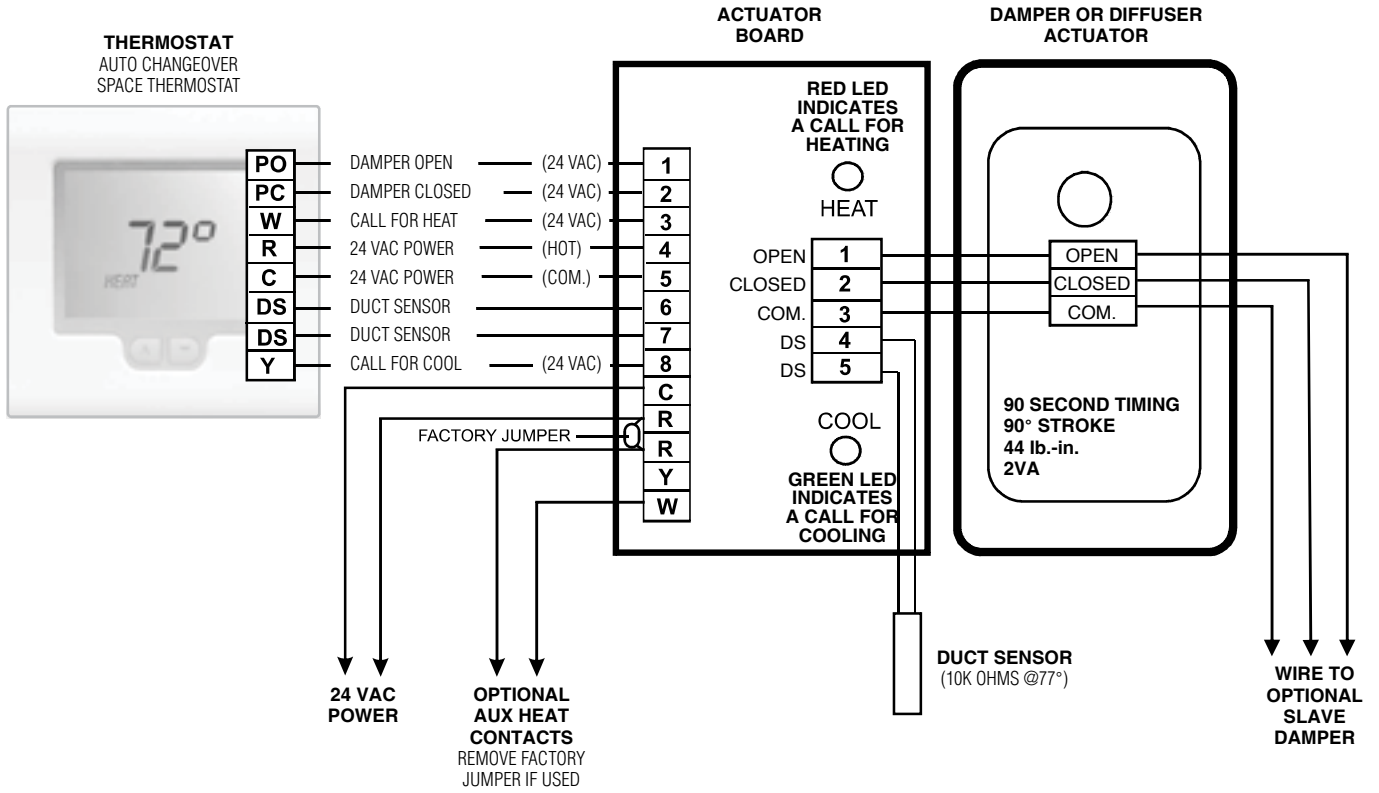 ACTUATOR
BOARD
DAMPER OR DIFFUSER
ACTUATOR
THERMOSTAT
AUTO CHANGEOVER
SPACE THERMOSTAT
72°
HEAT
PO DAMPER OPEN (24 VAC) 1
PC DAMPER CLOSED (24 VAC) 2
W CALL FOR HEAT (24 VAC) 3
R 24 VAC POWER (HOT) 4
C 24 VAC POWER (COM.) 5
DS DUCT SENSOR 6
DS DUCT SENSOR 7
Y CALL FOR COOL (24 VAC) 8
C
R
FACTORY JUMPER
R
Y
W
RED LED
INDICATES
A CALL FOR
HEATING
HEAT
OPEN 1
CLOSED 2
COM. 3
DS 4
DS 5
COOL
GREEN LED
INDICATES
A CALL FOR
COOLING
OPEN
CLOSED
COM.
90 SECOND TIMING
90° STROKE
44 lb.-in.
2VA
24 VAC
POWER
OPTIONAL
AUX HEAT
CONTACTS
REMOVE FACTORY
JUMPER IF USED
DUCT SENSOR
(10K OHMS @77°)
WIRE TO
OPTIONAL
SLAVE
DAMPER